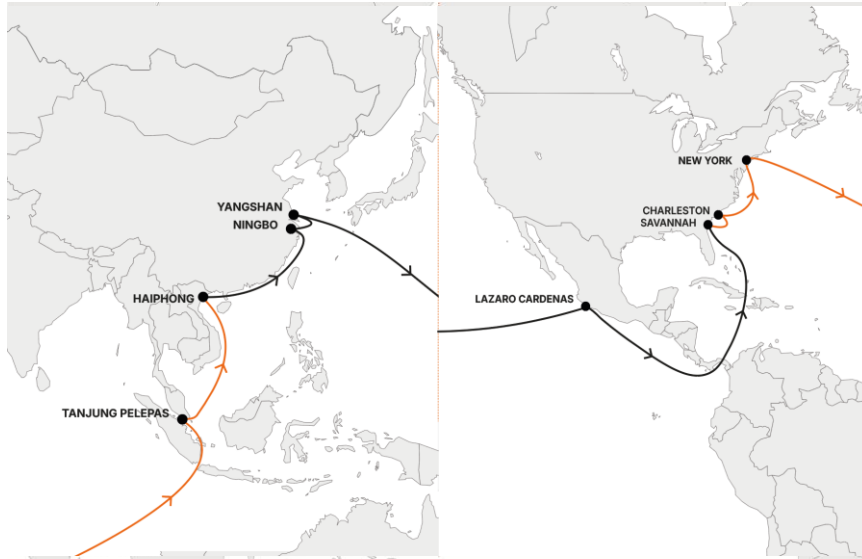 YANGSHAN
NINGBO
HAIPHONG
TANJUNG PELEPAS
NEW YORK
CHARLESTON
SAVANNAH
LAZARO CARDENAS